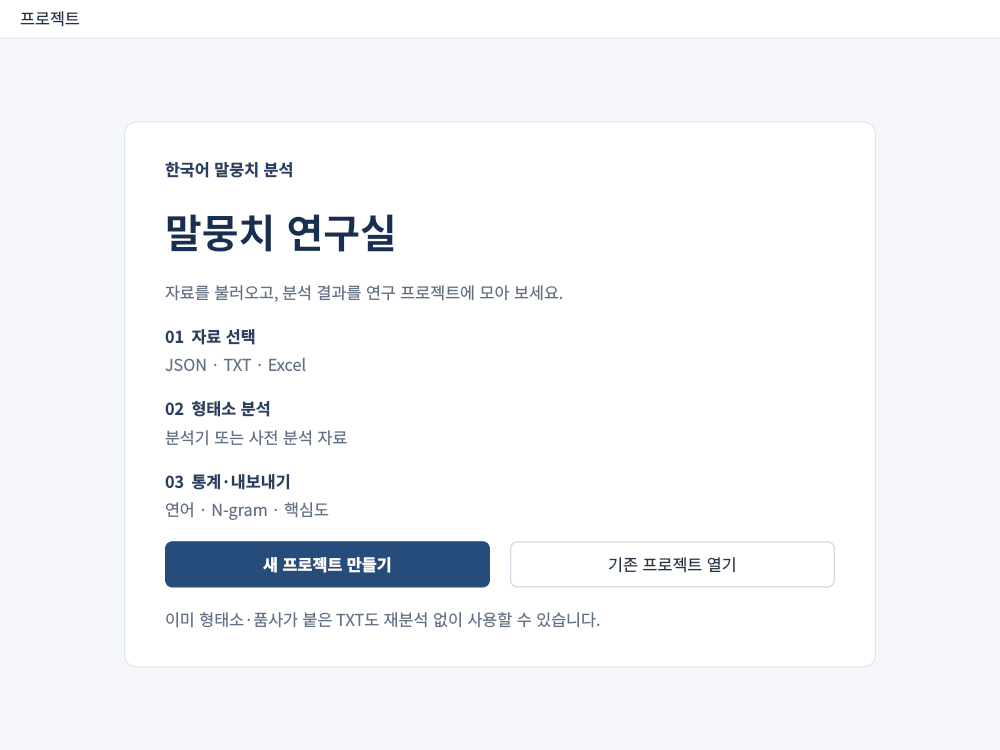 프로젝트
한국어 말뭉치 분석
말뭉치 연구실
자료를 불러오고, 분석 결과를 연구 프로젝트에 모아 보세요.
01 자료 선택
JSON · TXT · Excel
02 형태소 분석
분석기 또는 사전 분석 자료
03 통계·내보내기
연어 · N-gram · 핵심도
새 프로젝트 만들기
기존 프로젝트 열기
이미 형태소·품사가 붙은 TXT도 재분석 없이 사용할 수 있습니다.